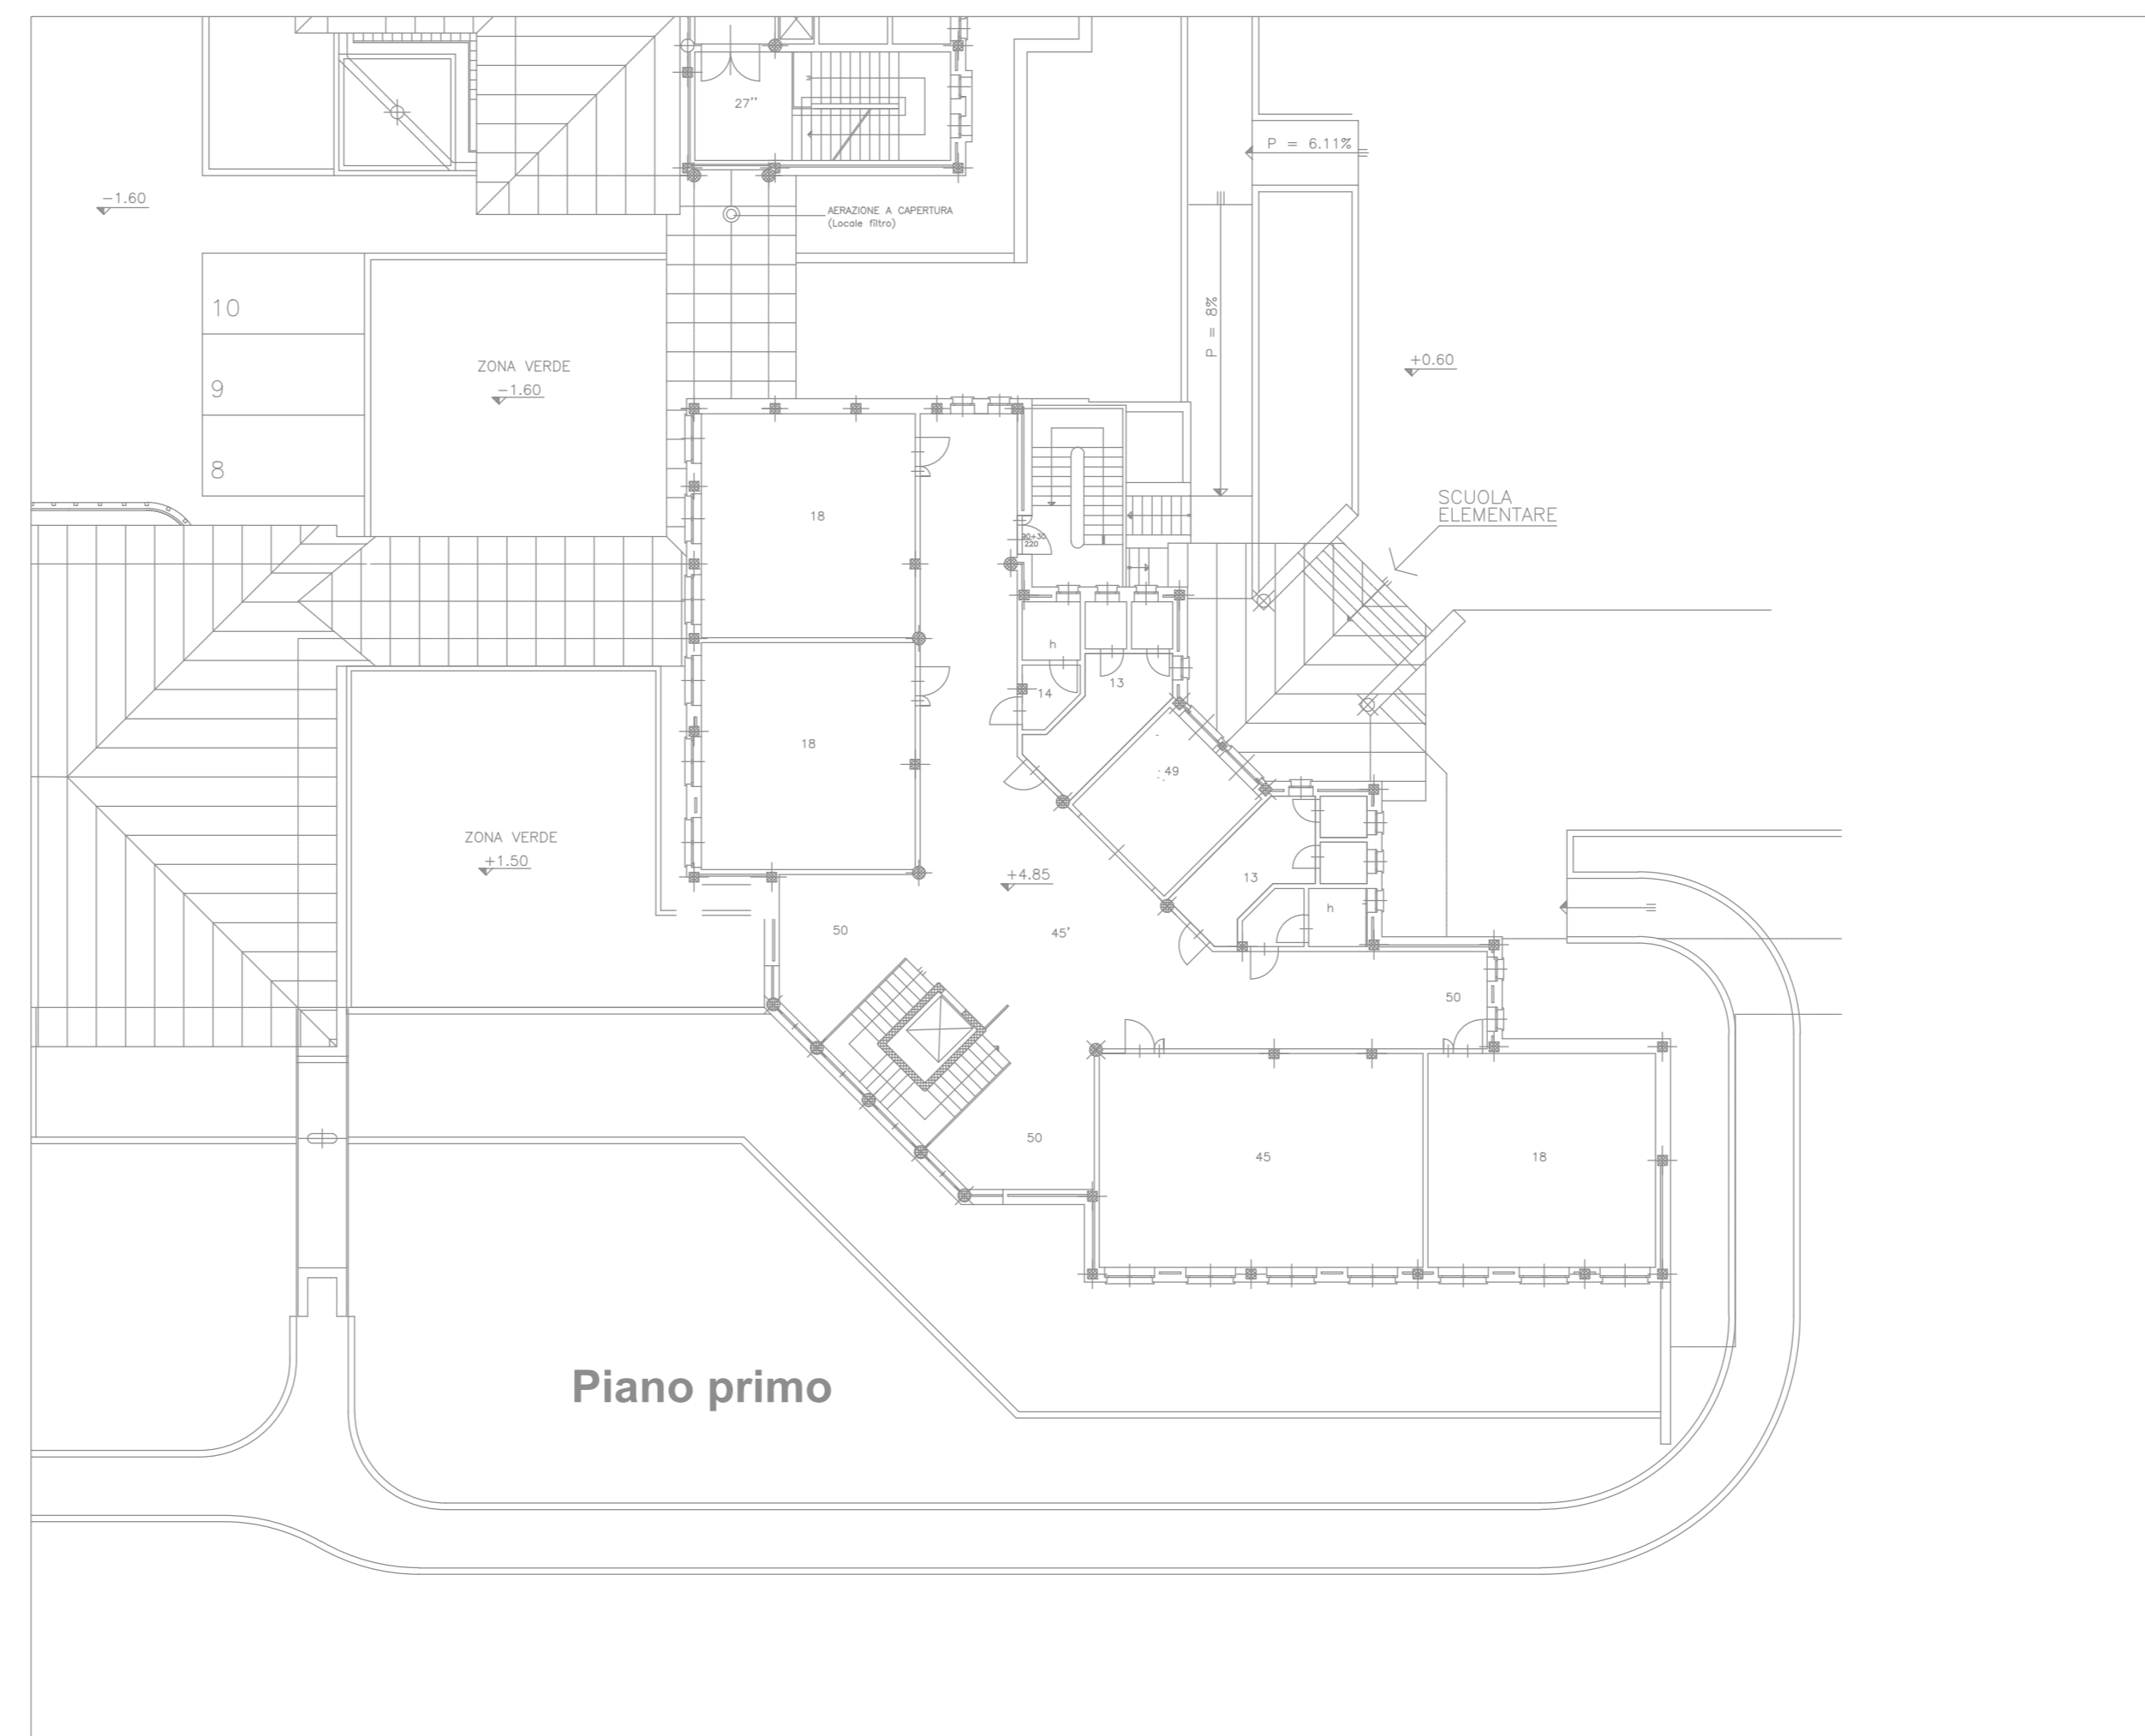 27''
P = 6.11%
-1.60
AERAZIONE A CAPERTURA
(Locale filtro)
10
P = 8%
+0.60
ZONA VERDE
-1.60
9
8
SCUOLA
ELEMENTARE
18
220
h
13
14
18
49
ZONA VERDE
+1.50
+4.85
13
h
50
45'
50
50
45
18
Piano primo